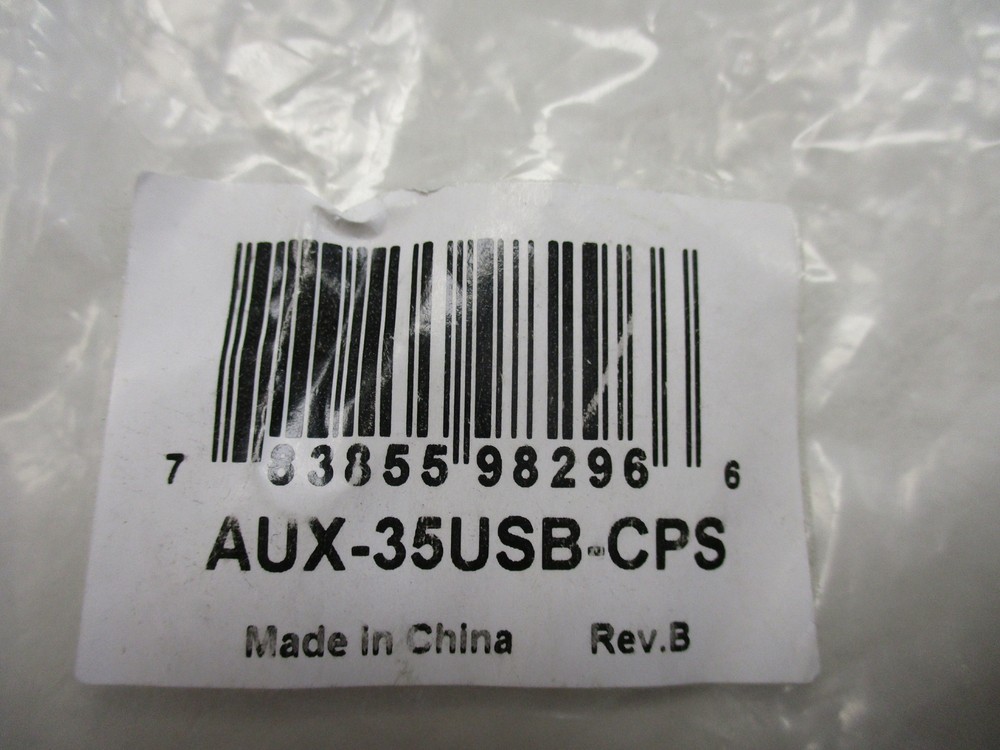 7 83855 98296 6
AUX-35USB-CPS
Made in China Rev.B